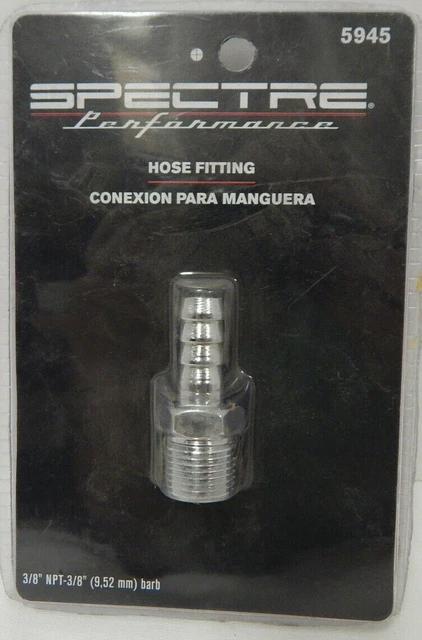 5945
SPECTRE®
Performance
HOSE FITTING
CONEXION PARA MANGUERA
3/8" NPT-3/8" (9,52 mm) barb